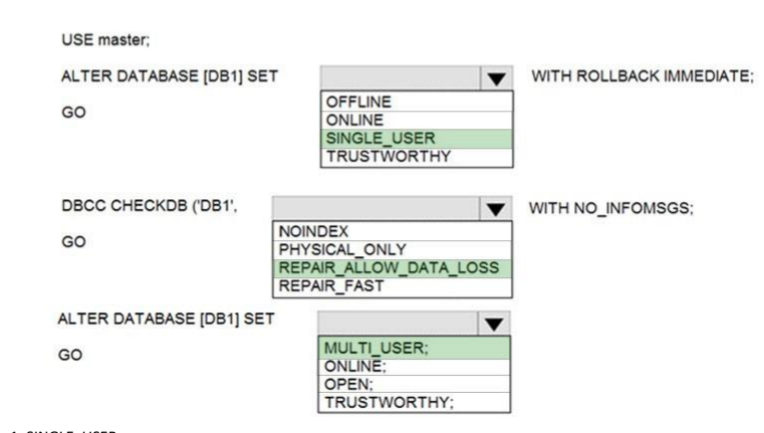 USE master;
ALTER DATABASE [DB1] SET WITH ROLLBACK IMMEDIATE;
OFFLINE
GO
ONLINE
SINGLE_USER
TRUSTWORTHY
DBCC CHECKDB ('DB1', WITH NO_INFOMSGS;
NOINDEX
GO
PHYSICAL_ONLY
REPAIR_ALLOW_DATA_LOSS
REPAIR_FAST
ALTER DATABASE [DB1] SET
MULTI_USER;
GO
ONLINE;
OPEN;
TRUSTWORTHY;